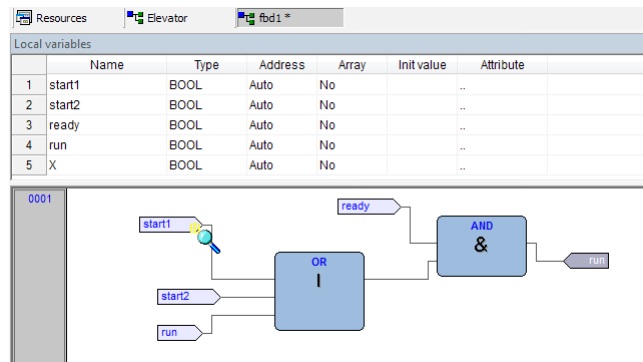 Resources Elevator fbd1 *
Local variables
Name Type Address Array Init value Attribute
1 start1 BOOL Auto No ..
2 start2 BOOL Auto No ..
3 ready BOOL Auto No ..
4 run BOOL Auto No ..
5 X BOOL Auto No ..
0001
ready
start1
AND
&
run
OR
I
start2
run